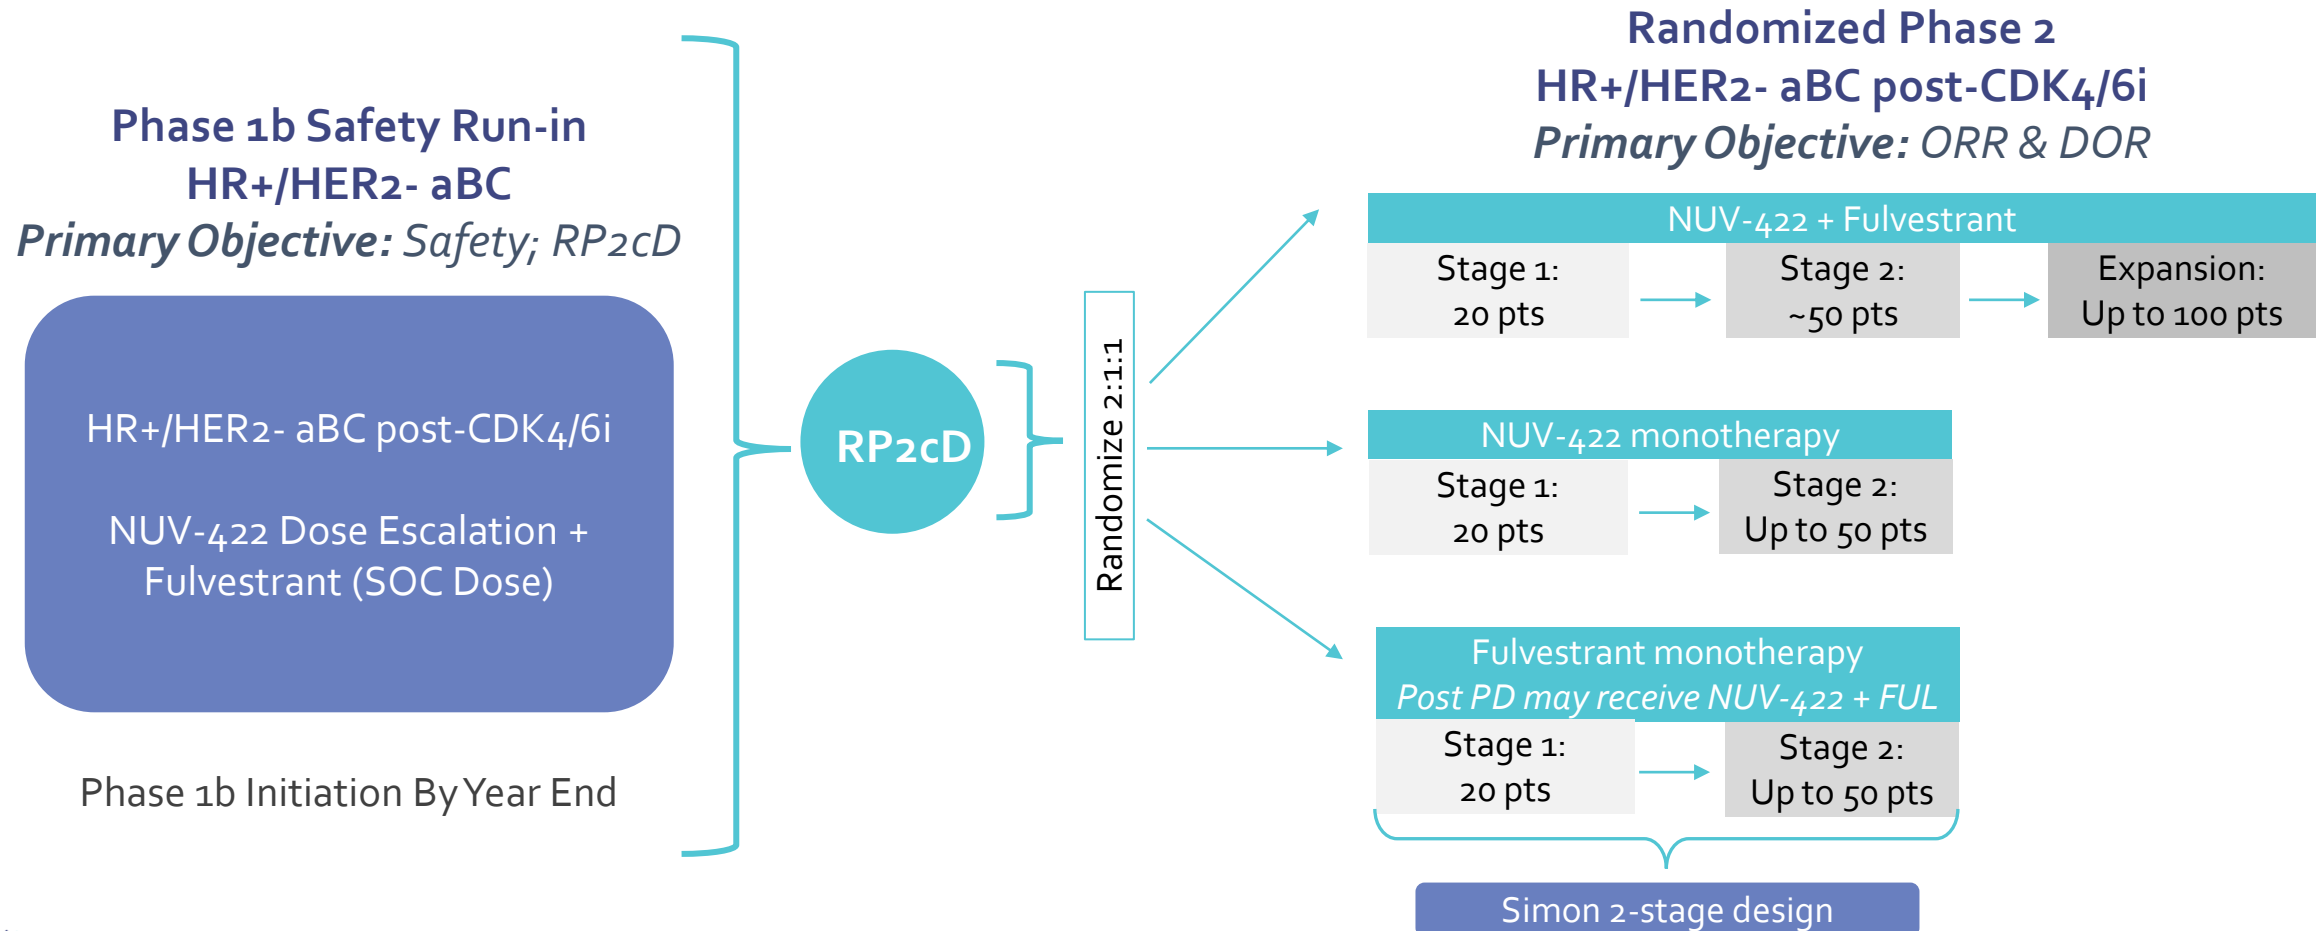 Phase 1b Safety Run-in
HR+/HER2- aBC
Primary Objective: Safety; RP2cD
HR+/HER2- aBC post-CDK4/6i
NUV-422 Dose Escalation +
Fulvestrant (SOC Dose)
Phase 1b Initiation By Year End
RP2cD
Randomize 2:1:1
Randomized Phase 2
HR+/HER2- aBC post-CDK4/6i
Primary Objective: ORR & DOR
NUV-422 + Fulvestrant
Stage 1:
20 pts
Stage 2:
~50 pts
Expansion:
Up to 100 pts
NUV-422 monotherapy
Stage 1:
20 pts
Stage 2:
Up to 50 pts
Fulvestrant monotherapy
Post PD may receive NUV-422 + FUL
Stage 1:
20 pts
Stage 2:
Up to 50 pts
Simon 2-stage design